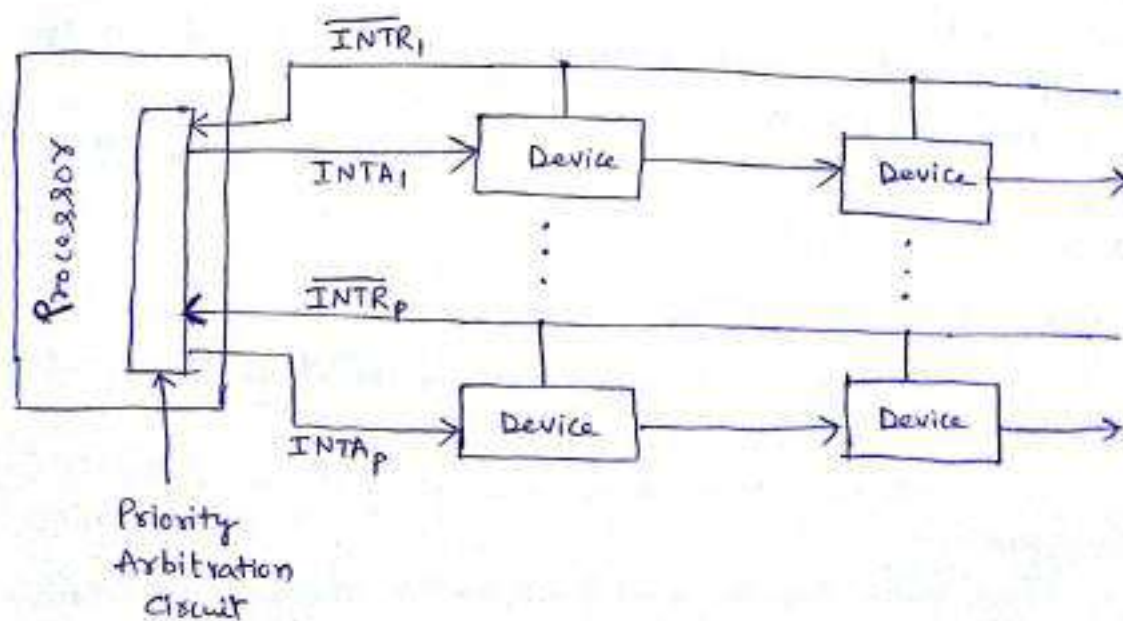 INTR₁
INTA₁
Device
Device
Processor
INTRₚ
INTAₚ
Device
Device
Priority
Arbitration
Circuit